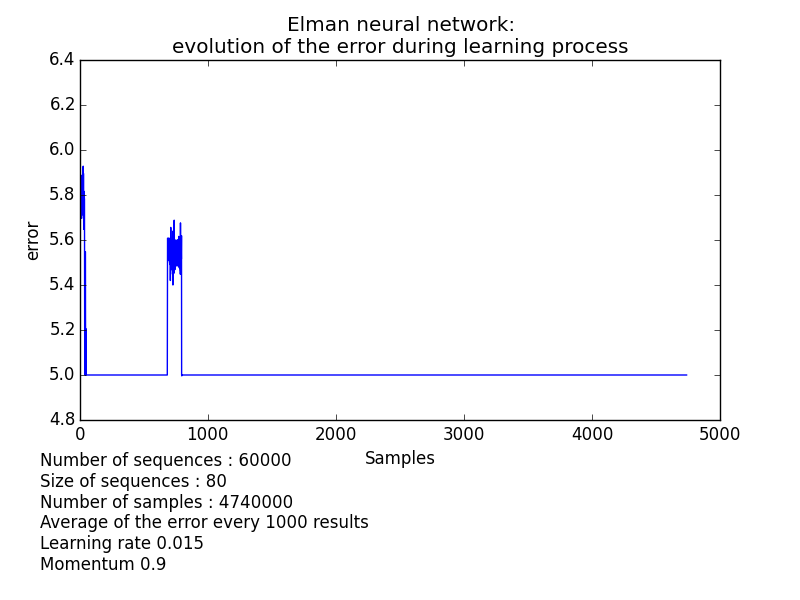 Elman neural network:
evolution of the error during learning process
6.4
6.2
6.0
5.8
5.6
5.4
5.2
5.0
4.8
error
0 1000 2000 3000 4000 5000
Samples
Number of sequences : 60000
Size of sequences : 80
Number of samples : 4740000
Average of the error every 1000 results
Learning rate 0.015
Momentum 0.9